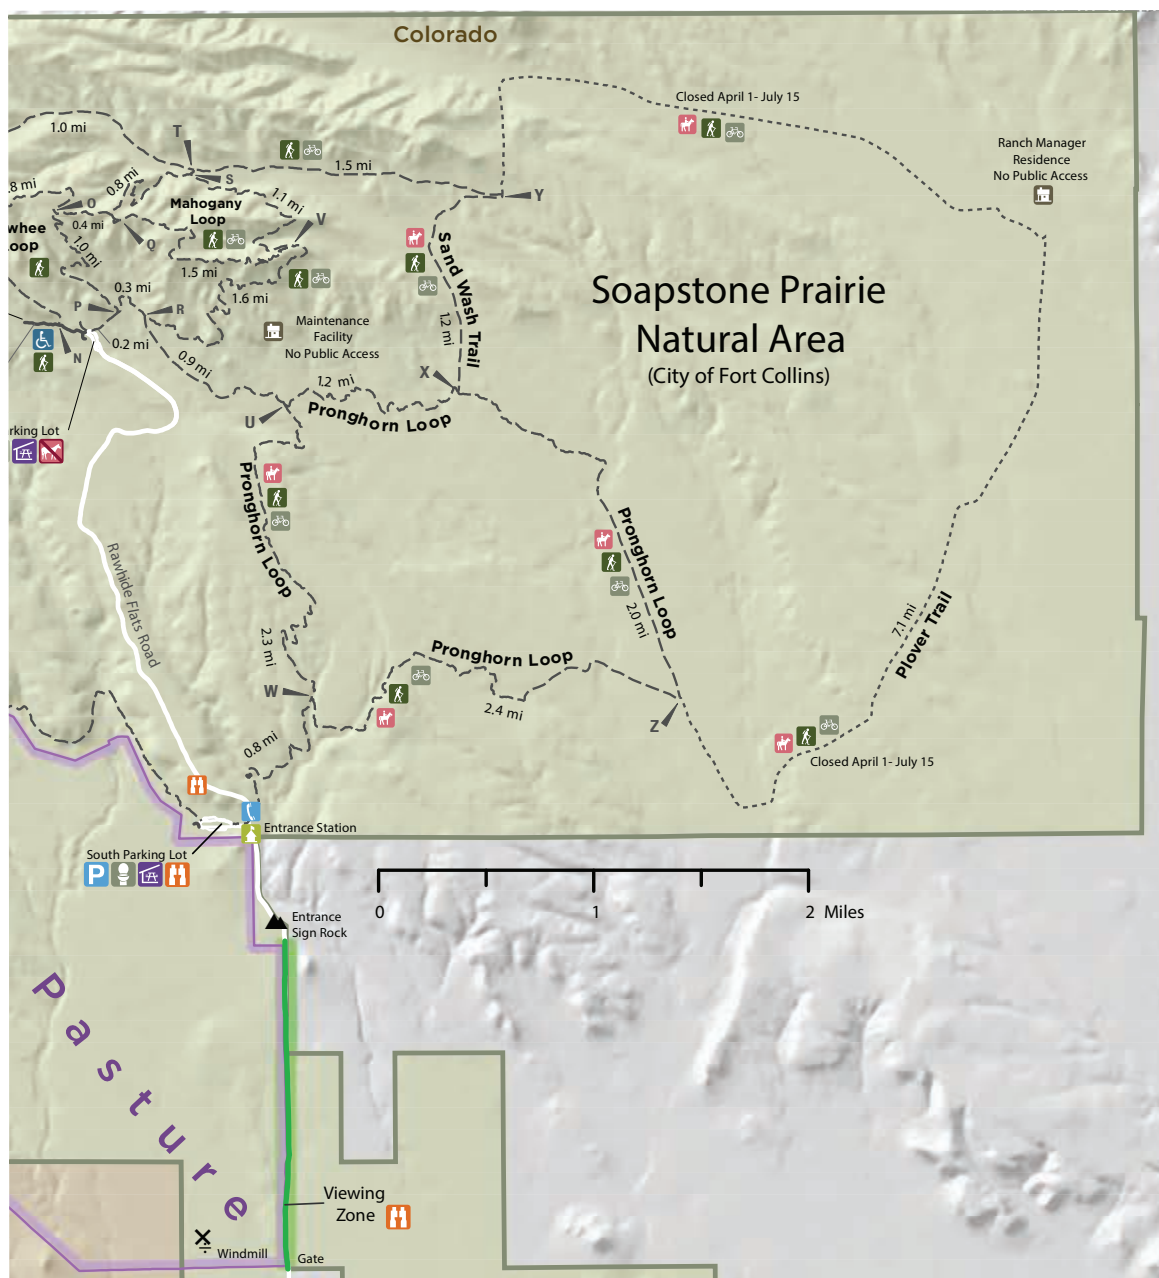 Colorado
Closed April 1- July 15
1.0 mi
T
Ranch Manager
Residence
No Public Access
1.5 mi
S
.8 mi
0.8 mi
1.1 mi
Y
O
Mahogany
Loop
V
0.4 mi
whee
Loop
Q
1.0 mi
Sand Wash Trail
1.5 mi
0.3 mi
1.6 mi
Soapstone Prairie
Natural Area
(City of Fort Collins)
P
R
Maintenance
Facility
No Public Access
1.2 mi
N
0.2 mi
0.9 mi
X
1.2 mi
Pronghorn Loop
U
rking Lot
Pronghorn Loop
Pronghorn Loop
Rawhide Flats Road
2.0 mi
7.1 mi
Plover Trail
2.3 mi
Pronghorn Loop
W
2.4 mi
Z
0.8 mi
Closed April 1- July 15
Entrance Station
South Parking Lot
P
0 1 2 Miles
Entrance
Sign Rock
Pasture
Viewing
Zone
Windmill
Gate